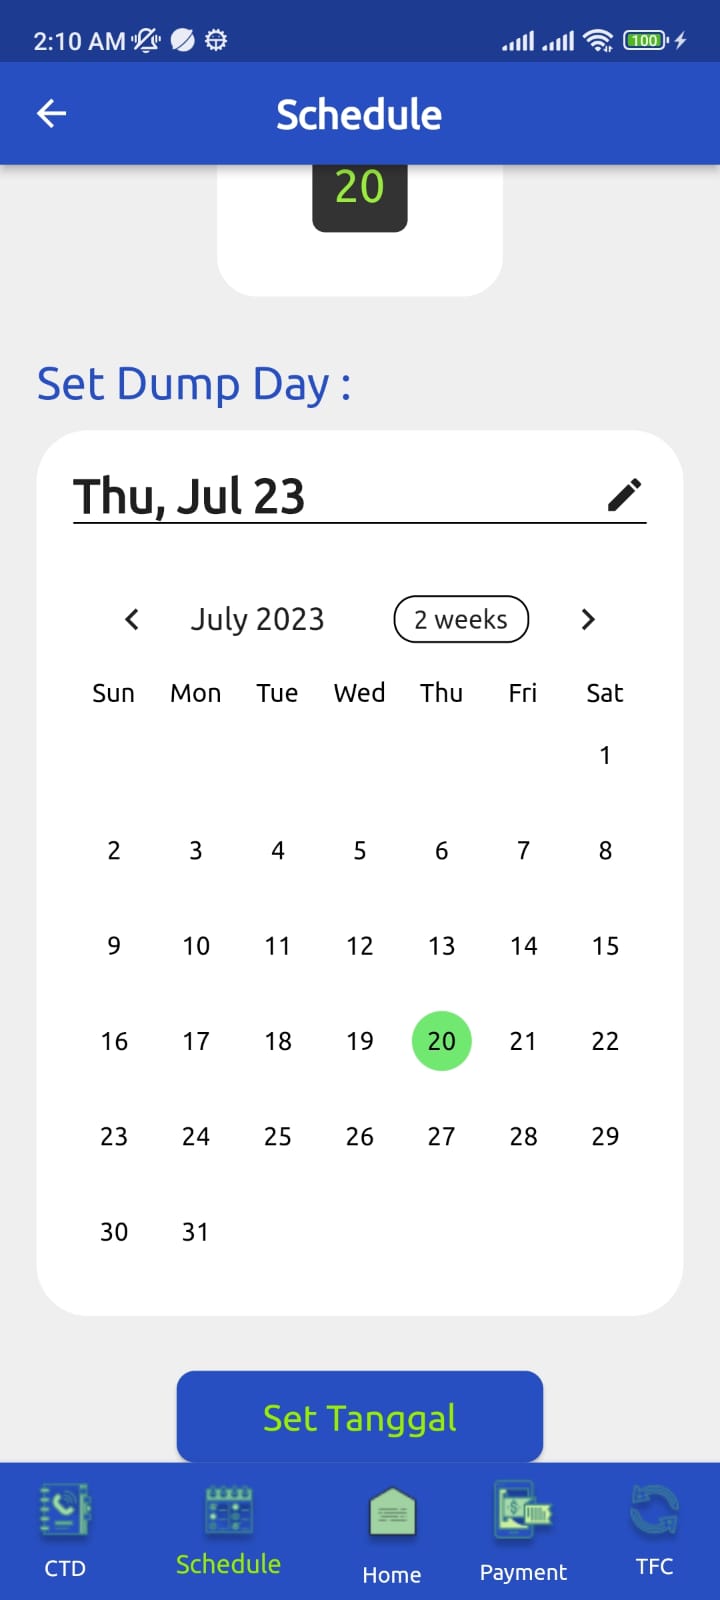 2:10 AM 100
Schedule
20
Set Dump Day :
Thu, Jul 23
July 2023 2 weeks
Sun Mon Tue Wed Thu Fri Sat
1
2 3 4 5 6 7 8
9 10 11 12 13 14 15
16 17 18 19 20 21 22
23 24 25 26 27 28 29
30 31
Set Tanggal
CTD Schedule Home Payment TFC